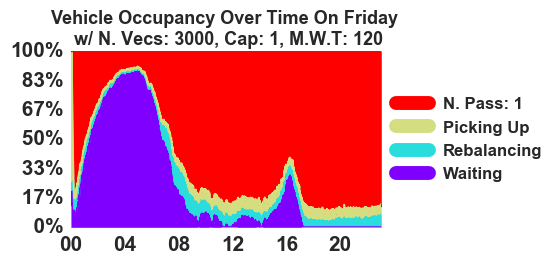 Vehicle Occupancy Over Time On Friday
w/ N. Vecs: 3000, Cap: 1, M.W.T: 120
100%
83%
67%
50%
33%
17%
0%
00 04 08 12 16 20
N. Pass: 1
Picking Up
Rebalancing
Waiting